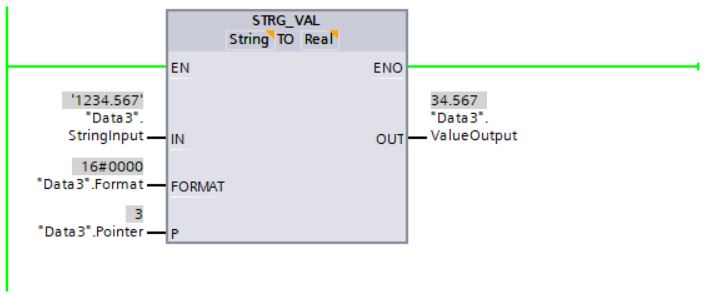 STRG_VAL
String TO Real
EN ENO
'1234.567' 34.567
"Data3". "Data3".
StringInput IN OUT ValueOutput
16#0000
"Data3".Format FORMAT
3
"Data3".Pointer P